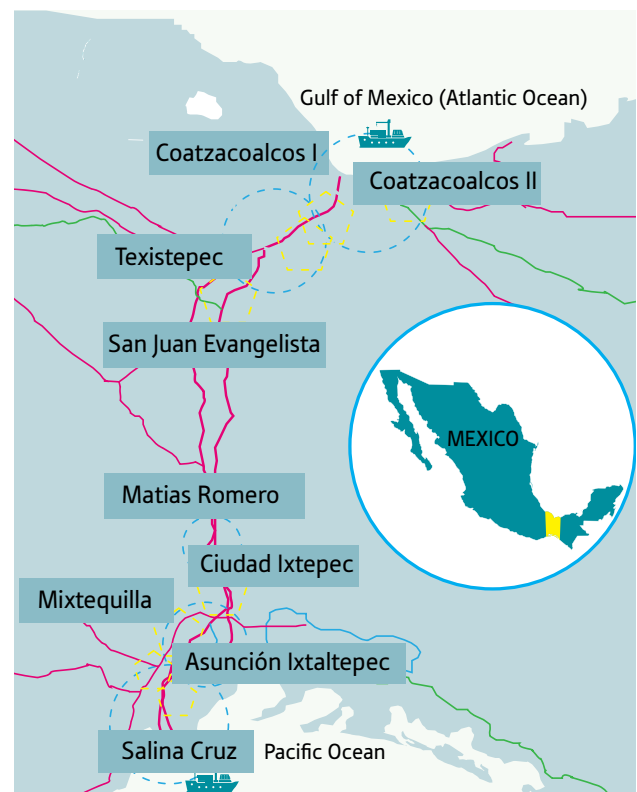 Gulf of Mexico (Atlantic Ocean)
Coatzacoalcos I
Coatzacoalcos II
Texistepec
San Juan Evangelista
MEXICO
Matias Romero
Ciudad Ixtepec
Mixtequilla
Asunción Ixtaltepec
Salina Cruz
Pacific Ocean